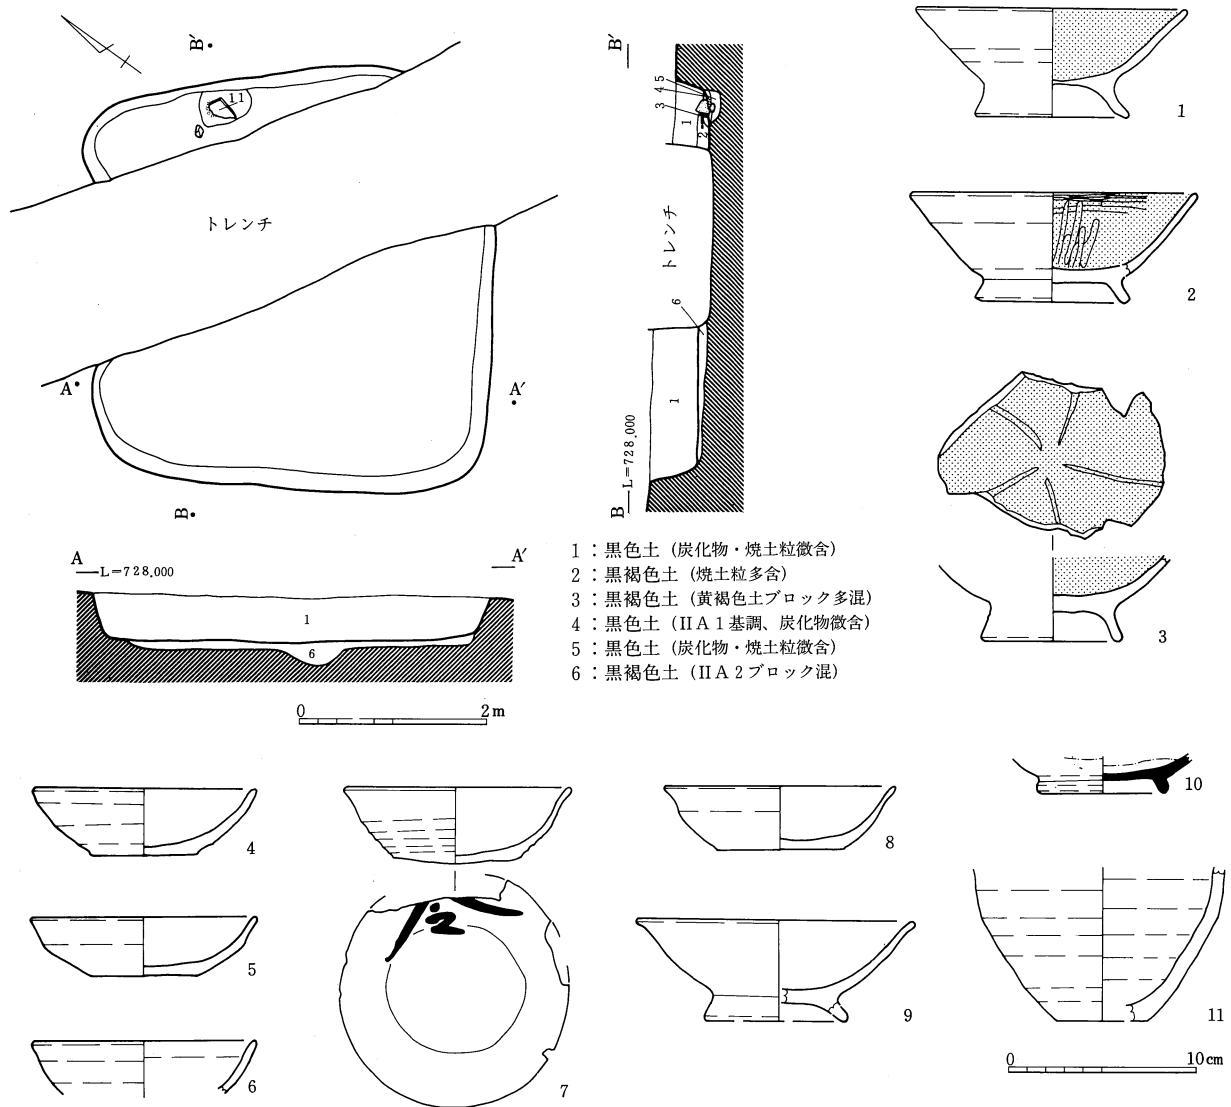 B'
11
トレンチ
A
A'
B
B'
5
4
3
1
2
トレンチ
6
1
B
L=728.000
A
L=728.000
A'
1
6
0 2m
1：黒色土（炭化物・焼土粒微含）
2：黒褐色土（焼土粒多含）
3：黒褐色土（黄褐色土ブロック多混）
4：黒色土（IIA1基調、炭化物微含）
5：黒色土（炭化物・焼土粒微含）
6：黒褐色土（IIA2ブロック混）
1
2
3
4
5
6
7
8
9
10
11
0 10cm